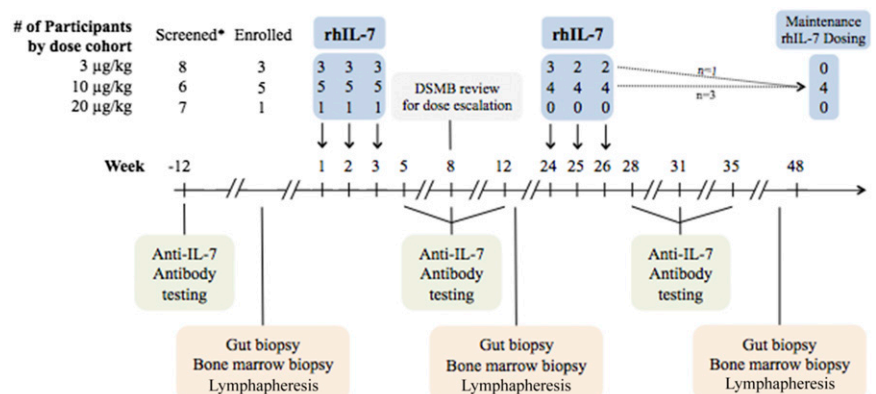 # of Participants by dose cohort Screened* Enrolled rhIL-7 rhIL-7 Maintenance rhIL-7 Dosing
3 µg/kg 8 3 3 3 3 3 2 2 n=1 0
10 µg/kg 6 5 5 5 5 4 4 4 n=3 4
20 µg/kg 7 1 1 1 1 0 0 0 0
DSMB review
for dose escalation
Week -12 1 2 3 5 8 12 24 25 26 28 31 35 48
Anti-IL-7
Antibody
testing
Anti-IL-7
Antibody
testing
Anti-IL-7
Antibody
testing
Gut biopsy
Bone marrow biopsy
Lymphapheresis
Gut biopsy
Bone marrow biopsy
Lymphapheresis
Gut biopsy
Bone marrow biopsy
Lymphapheresis